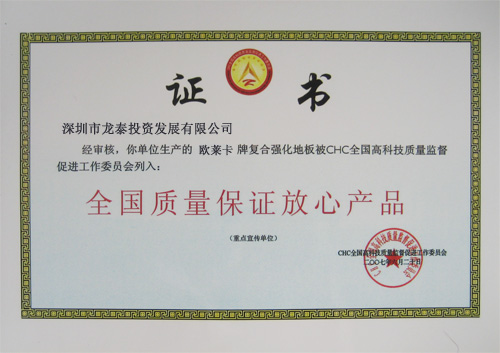 证书
深圳市龙泰投资发展有限公司
经审核，你单位生产的 欧莱卡 牌复合强化地板被CHC全国高科技质量监督
促进工作委员会列入：
全国质量保证放心产品
（重点宣传单位）
CHC全国高科技质量监督促进工作委员会